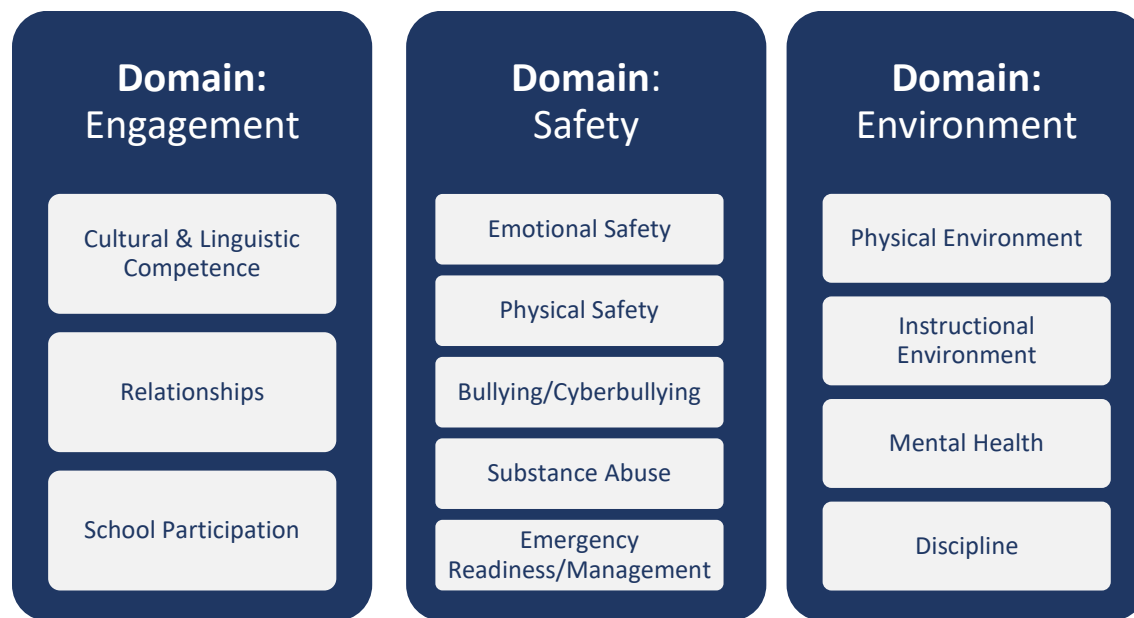 Domain:
Engagement
Cultural & Linguistic
Competence
Relationships
School Participation
Domain:
Safety
Emotional Safety
Physical Safety
Bullying/Cyberbullying
Substance Abuse
Emergency
Readiness/Management
Domain:
Environment
Physical Environment
Instructional
Environment
Mental Health
Discipline